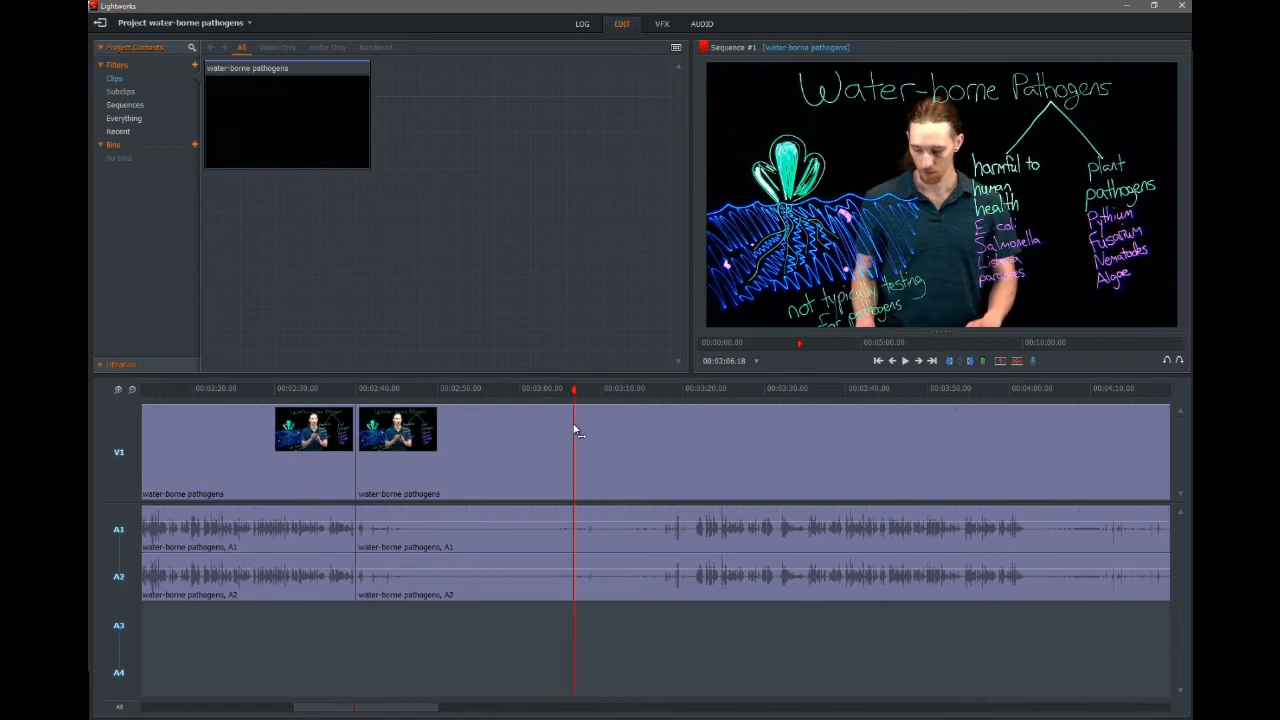 Lightworks
Project water-borne pathogens
LOG EDIT VFX AUDIO
Project Contents
All Video Only Audio Only Rendered
Filters
Clips
Subclips
Sequences
Everything
Recent
Bins
No bins
Libraries
water-borne pathogens
Sequence #1 [water-borne pathogens]
Water-borne Pathogens
harmful to
human
health
E coli
Salmonella
Listeria
parasites
plant
pathogens
Pythium
Fusarium
Nematodes
Algae
not typically testing
For pathogens
00:00:00.00 00:05:00.00 00:10:00.00
00:03:06.18
00:02:20.00 00:02:30.00 00:02:40.00 00:02:50.00 00:03:00.00 00:03:10.00 00:03:20.00 00:03:30.00 00:03:40.00 00:03:50.00 00:04:00.00 00:04:10.00
V1
water-borne pathogens water-borne pathogens
A1
water-borne pathogens, A1 water-borne pathogens, A1
A2
water-borne pathogens, A2 water-borne pathogens, A2
A3
A4
All